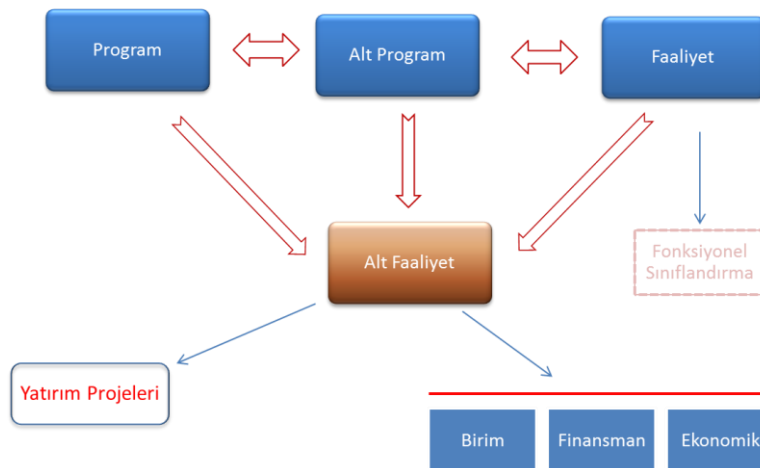 Program
Alt Program
Faaliyet
Alt Faaliyet
Fonksiyonel
Sınıflandırma
Yatırım Projeleri
Birim
Finansman
Ekonomik